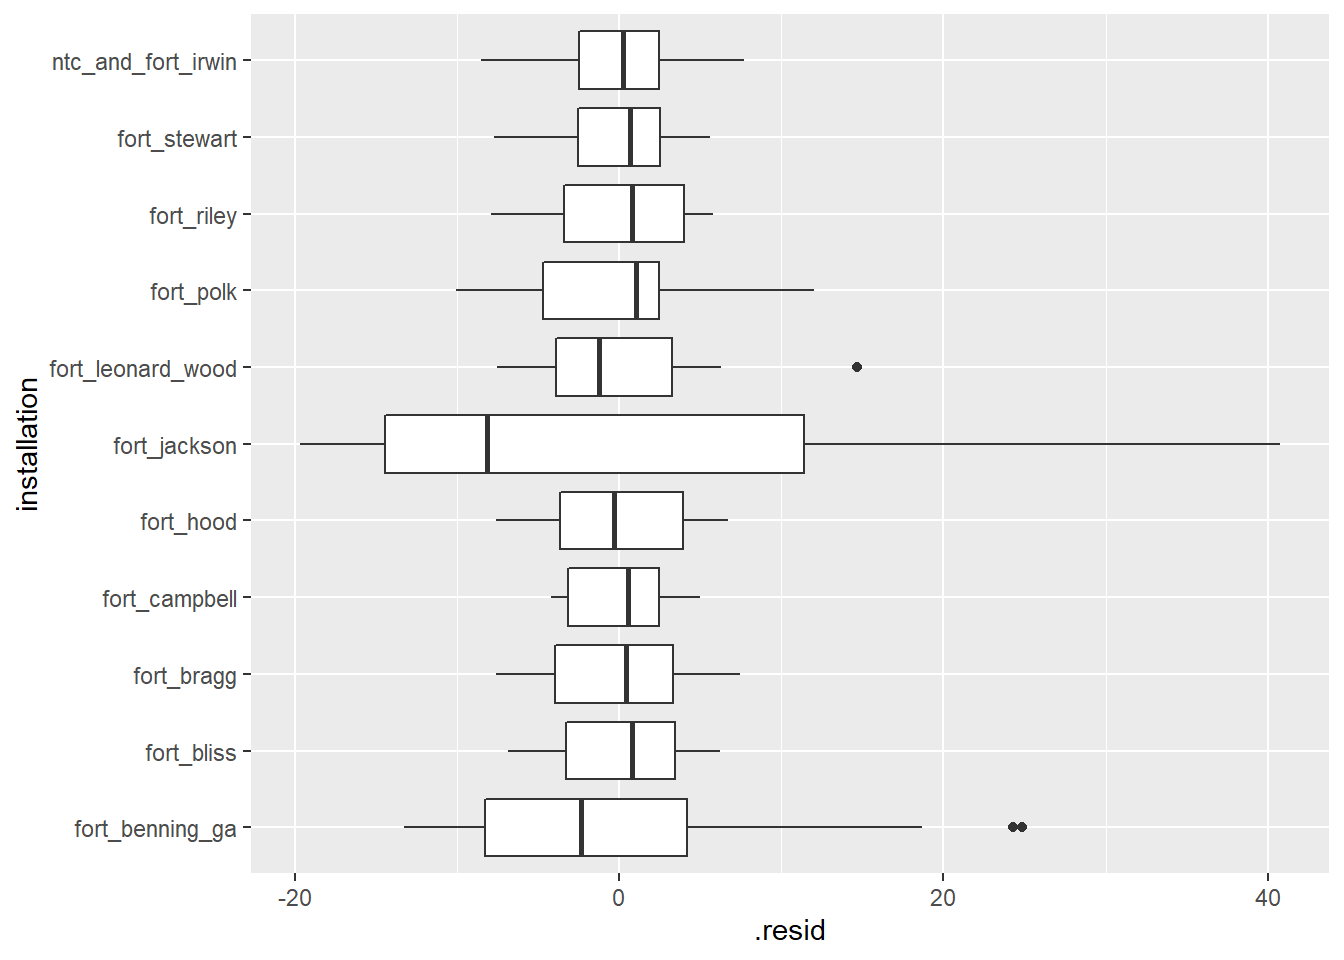 installation
ntc_and_fort_irwin
fort_stewart
fort_riley
fort_polk
fort_leonard_wood
fort_jackson
fort_hood
fort_campbell
fort_bragg
fort_bliss
fort_benning_ga
-20 0 20 40
.resid